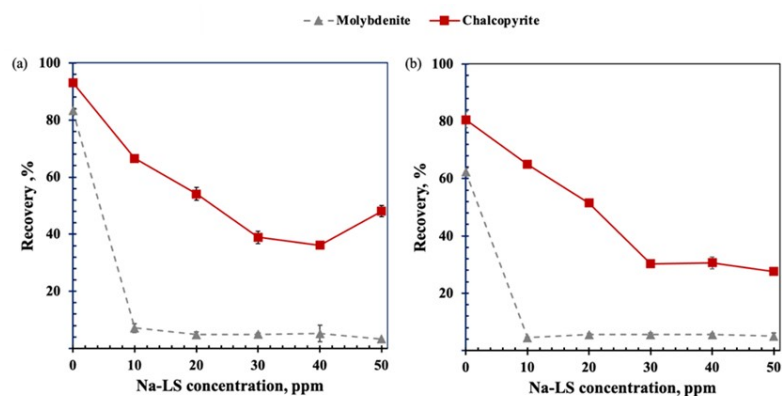 Molybdenite Chalcopyrite
(a)
100
80
60
40
20
0 10 20 30 40 50
Recovery ,%
Na-LS concentration, ppm
(b)
100
80
60
40
20
0 10 20 30 40 50
Recovery, %
Na-LS concentration, ppm